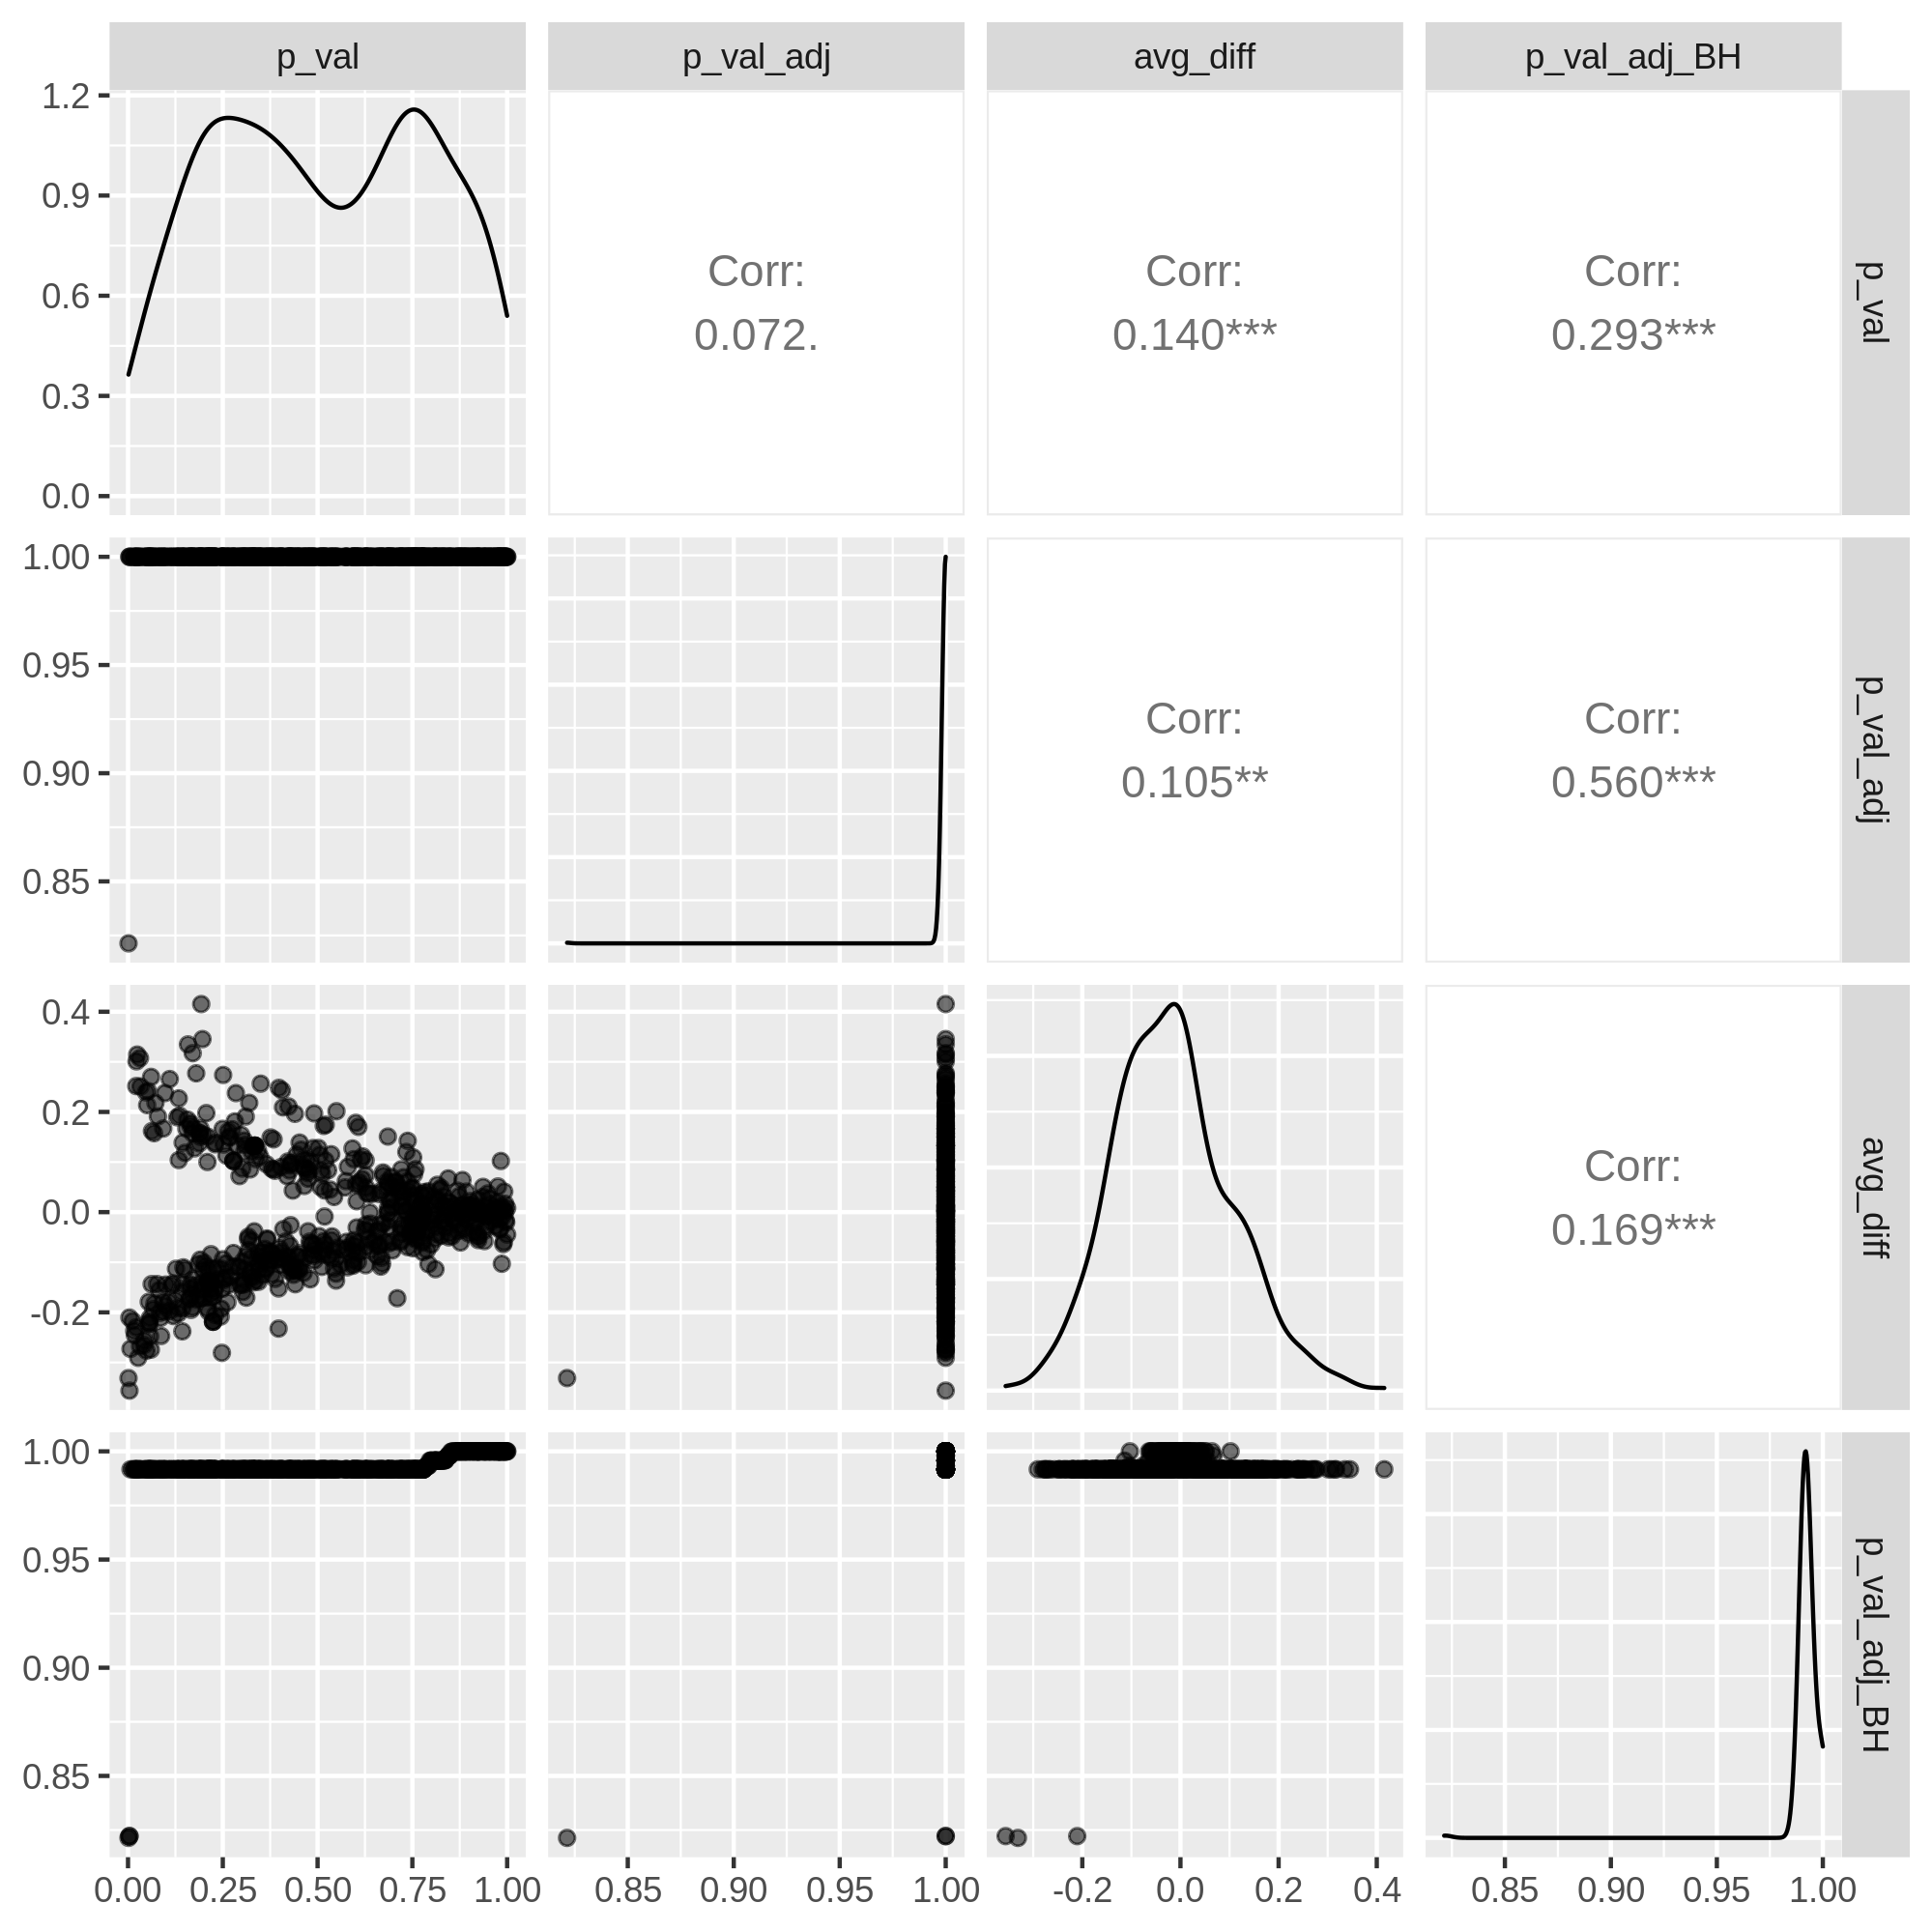 p_val p_val_adj avg_diff p_val_adj_BH
1.2
0.9
0.6
0.3
0.0
Corr:
0.072.
Corr:
0.140***
Corr:
0.293***
p_val
1.00
0.95
0.90
0.85
Corr:
0.105**
Corr:
0.560***
p_val_adj
0.4
0.2
0.0
-0.2
Corr:
0.169***
avg_diff
1.00
0.95
0.90
0.85
p_val_adj_BH
0.00 0.25 0.50 0.75 1.00
0.85 0.90 0.95 1.00
-0.2 0.0 0.2 0.4
0.85 0.90 0.95 1.00